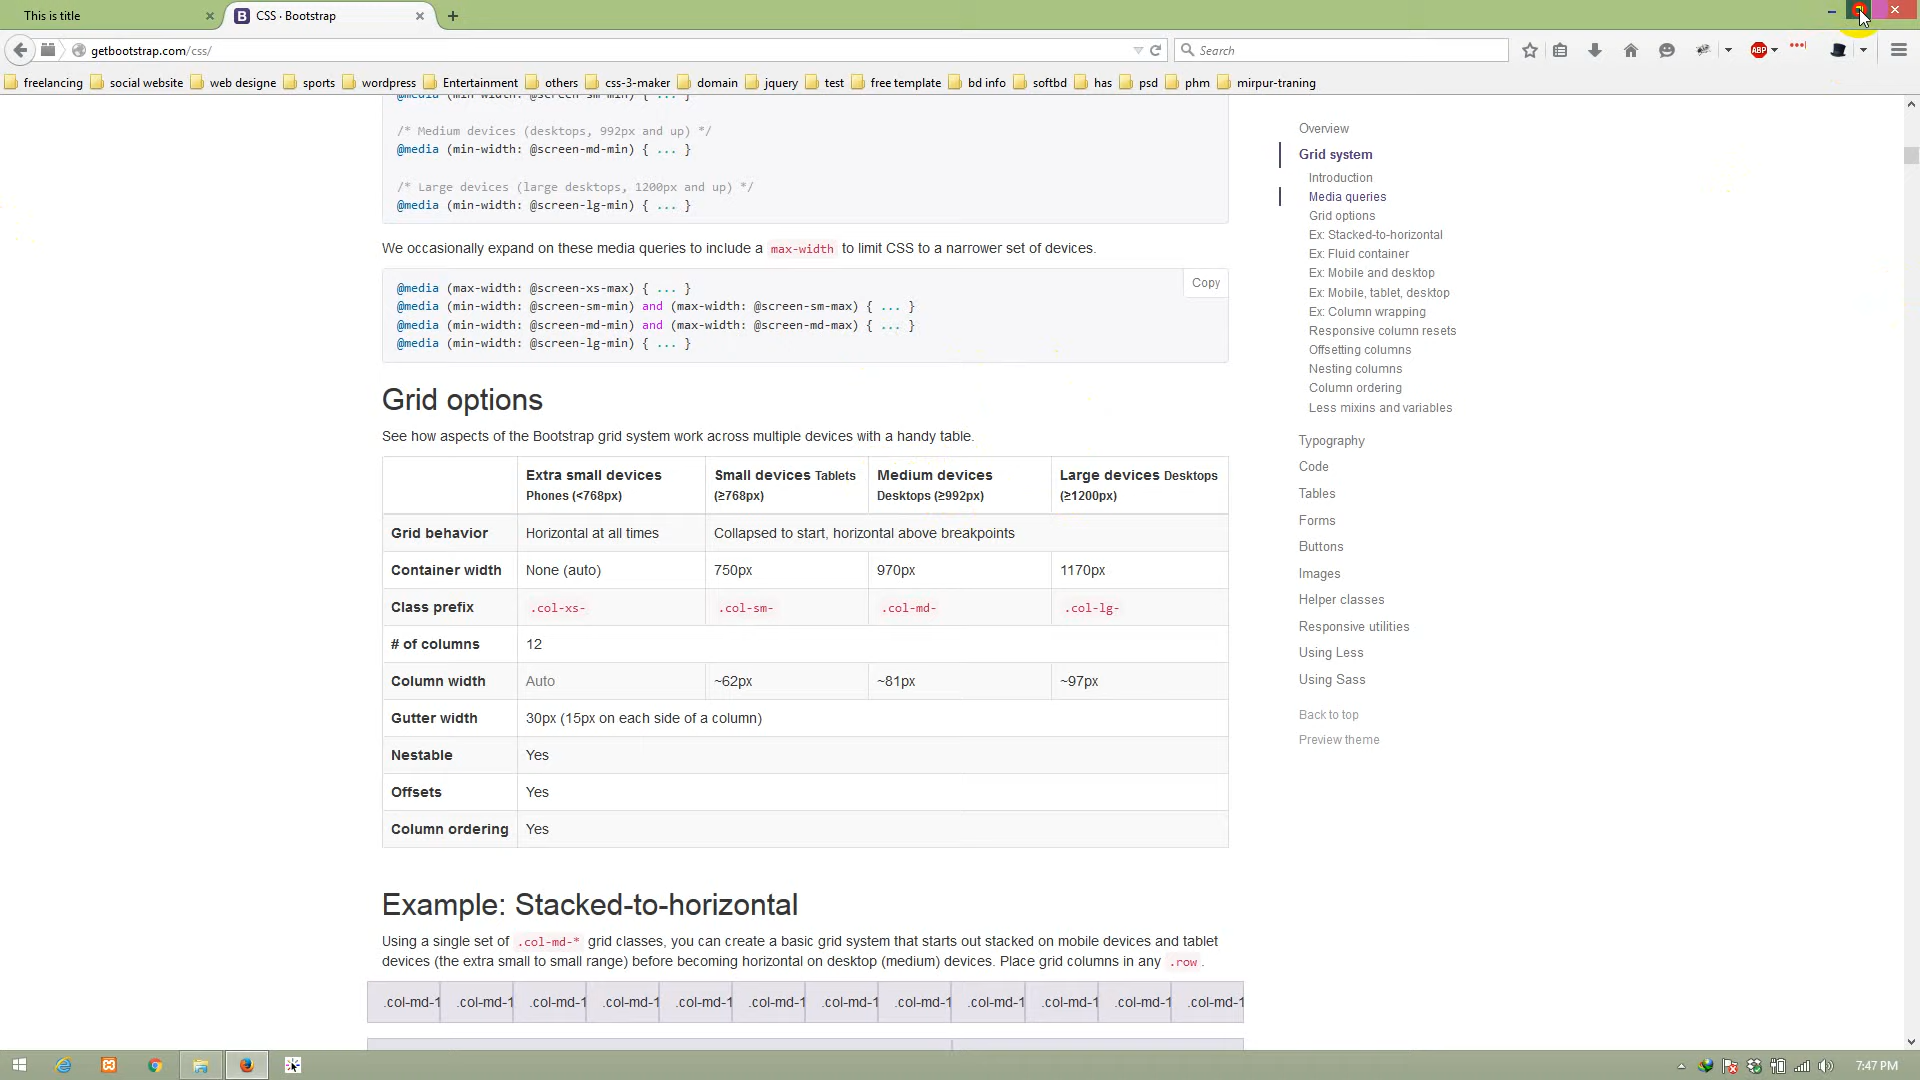 This is title
CSS · Bootstrap
getbootstrap.com/css/
Search
ABP
freelancing social website web designe sports wordpress Entertainment others css-3-maker domain jquery test free template bd info softbd has psd phm mirpur-traning
@media (min-width: @screen-sm-min) { ... }
/* Medium devices (desktops, 992px and up) */
@media (min-width: @screen-md-min) { ... }
/* Large devices (large desktops, 1200px and up) */
@media (min-width: @screen-lg-min) { ... }
We occasionally expand on these media queries to include a max-width to limit CSS to a narrower set of devices.
Copy
@media (max-width: @screen-xs-max) { ... }
@media (min-width: @screen-sm-min) and (max-width: @screen-sm-max) { ... }
@media (min-width: @screen-md-min) and (max-width: @screen-md-max) { ... }
@media (min-width: @screen-lg-min) { ... }
Grid options
See how aspects of the Bootstrap grid system work across multiple devices with a handy table.
Extra small devices Small devices Tablets Medium devices Large devices Desktops
Phones (<768px) (≥768px) Desktops (≥992px) (≥1200px)
Grid behavior Horizontal at all times Collapsed to start, horizontal above breakpoints
Container width None (auto) 750px 970px 1170px
Class prefix .col-xs- .col-sm- .col-md- .col-lg-
# of columns 12
Column width Auto ~62px ~81px ~97px
Gutter width 30px (15px on each side of a column)
Nestable Yes
Offsets Yes
Column ordering Yes
Example: Stacked-to-horizontal
Using a single set of .col-md-* grid classes, you can create a basic grid system that starts out stacked on mobile devices and tablet
devices (the extra small to small range) before becoming horizontal on desktop (medium) devices. Place grid columns in any .row.
.col-md-1 .col-md-1 .col-md-1 .col-md-1 .col-md-1 .col-md-1 .col-md-1 .col-md-1 .col-md-1 .col-md-1 .col-md-1 .col-md-1
Overview
Grid system
Introduction
Media queries
Grid options
Ex: Stacked-to-horizontal
Ex: Fluid container
Ex: Mobile and desktop
Ex: Mobile, tablet, desktop
Ex: Column wrapping
Responsive column resets
Offsetting columns
Nesting columns
Column ordering
Less mixins and variables
Typography
Code
Tables
Forms
Buttons
Images
Helper classes
Responsive utilities
Using Less
Using Sass
Back to top
Preview theme
7:47 PM